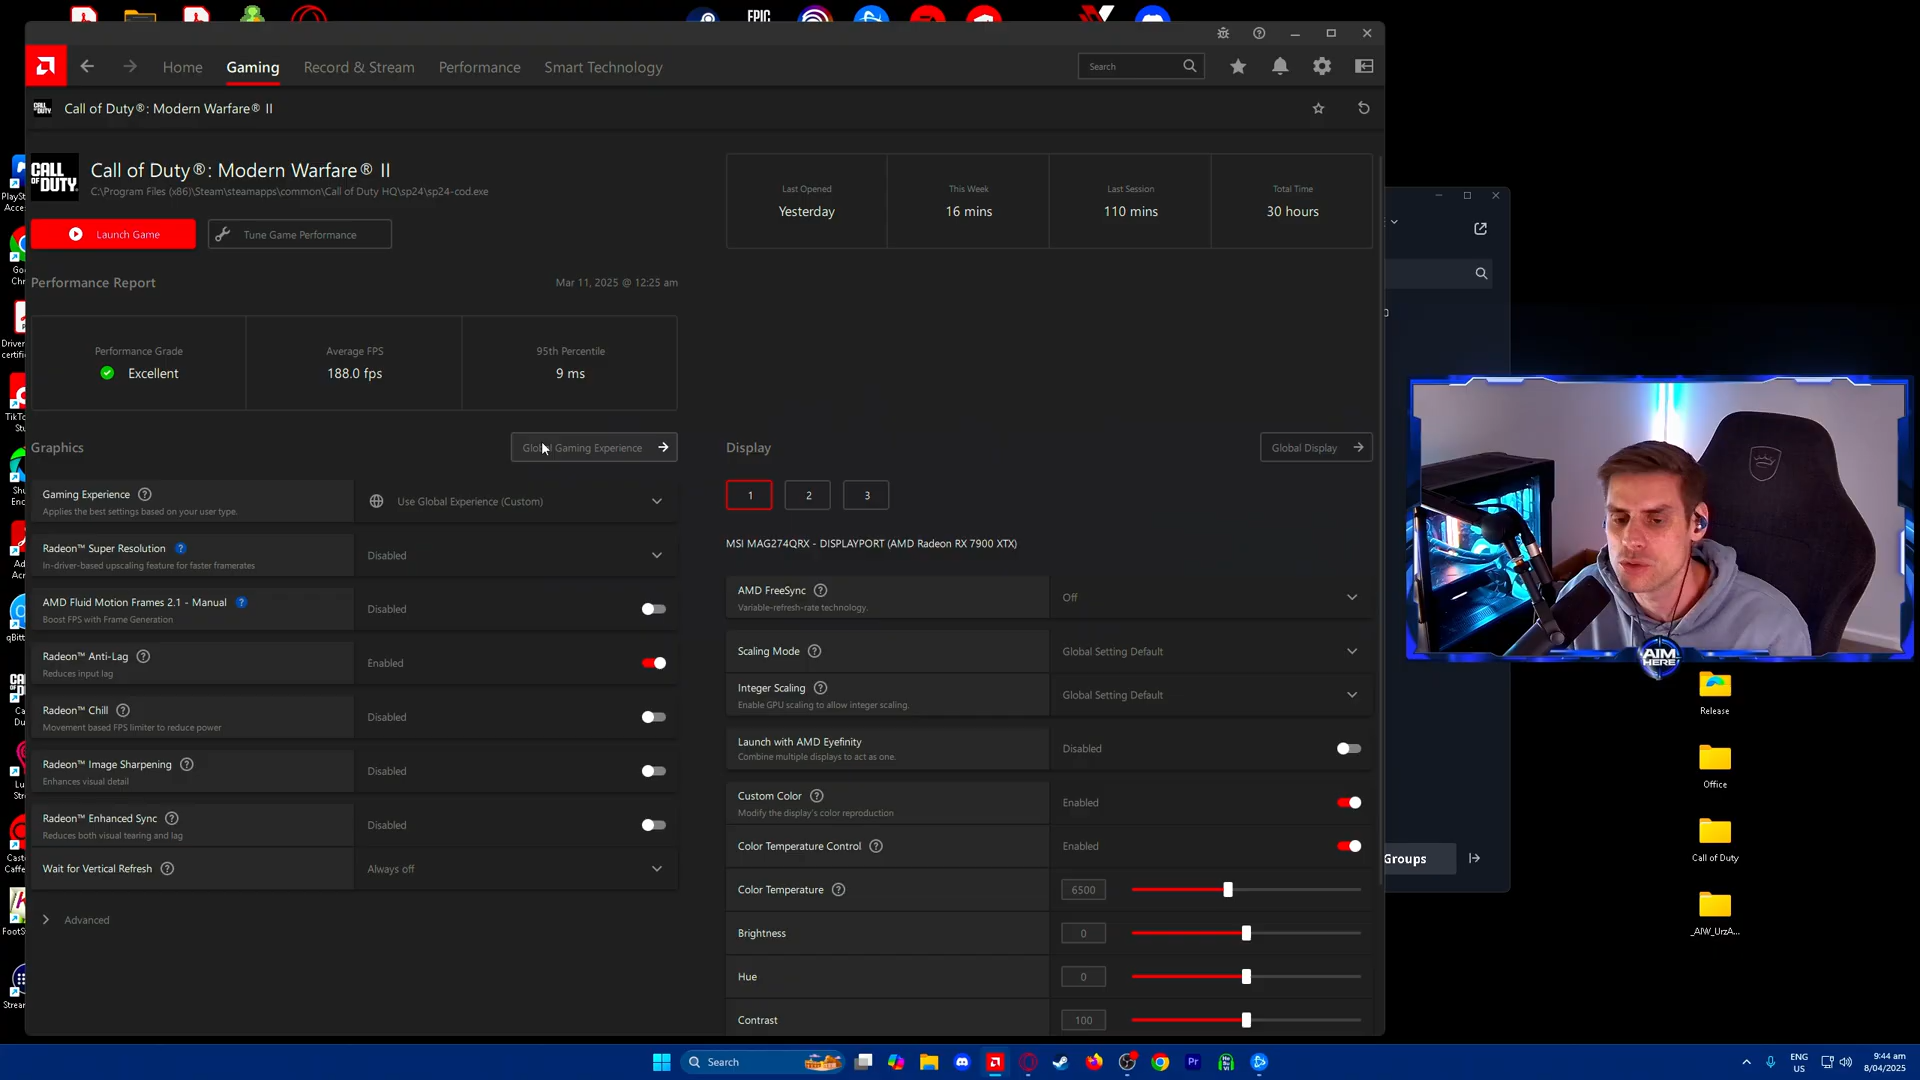 EPIC
Home
Gaming
Record & Stream
Performance
Smart Technology
Search
CALL OF DUTY
Call of Duty®: Modern Warfare® II
CALL OF DUTY.
Call of Duty®: Modern Warfare® II
C:\Program Files (x86)\Steam\steamapps\common\Call of Duty HQ\sp24\sp24-cod.exe
Launch Game
Tune Game Performance
Last Opened
Yesterday
This Week
16 mins
Last Session
110 mins
Total Time
30 hours
Performance Report
Mar 11, 2025 @ 12:25 am
Performance Grade
Excellent
Average FPS
188.0 fps
95th Percentile
9 ms
Graphics
Global Gaming Experience
Gaming Experience
Applies the best settings based on your user type.
Use Global Experience (Custom)
Radeon™ Super Resolution
In-driver-based upscaling feature for faster framerates
Disabled
AMD Fluid Motion Frames 2.1 - Manual
Boost FPS with Frame Generation
Disabled
Radeon™ Anti-Lag
Reduces input lag
Enabled
Radeon™ Chill
Movement based FPS limiter to reduce power
Disabled
Radeon™ Image Sharpening
Enhances visual detail
Disabled
Radeon™ Enhanced Sync
Reduces both visual tearing and lag
Disabled
Wait for Vertical Refresh
Always off
Advanced
Display
Global Display
1
2
3
MSI MAG274QRX - DISPLAYPORT (AMD Radeon RX 7900 XTX)
AMD FreeSync
Variable-refresh-rate technology.
Off
Scaling Mode
Global Setting Default
Integer Scaling
Enable GPU scaling to allow integer scaling.
Global Setting Default
Launch with AMD Eyefinity
Combine multiple displays to act as one.
Disabled
Custom Color
Modify the display's color reproduction
Enabled
Color Temperature Control
Enabled
Color Temperature
6500
Brightness
0
Hue
0
Contrast
100
Groups
AIM HERE
Release
Office
Call of Duty
_AIW_UrzA...
Search
Pr
ENG
US
9:44 am
8/04/2025